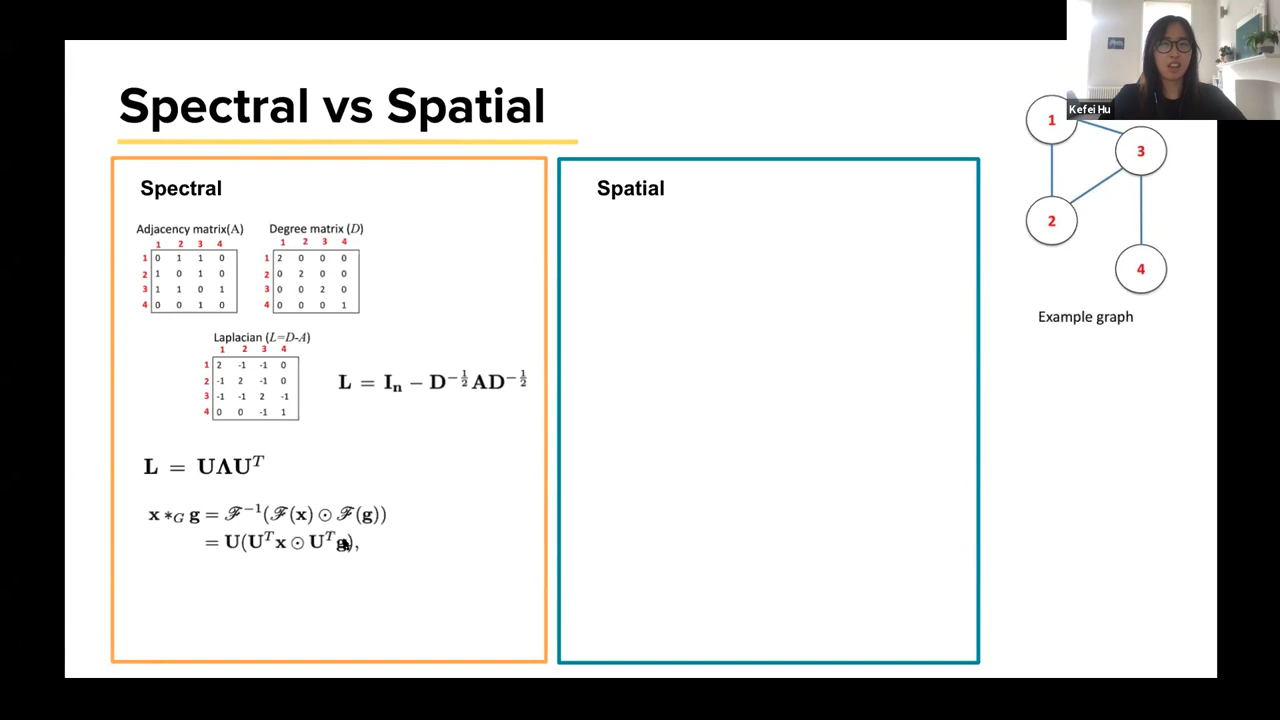 Spectral vs Spatial
Kefei Hu
Spectral
Adjacency matrix(A)
1 2 3 4
1 0 1 1 0
2 1 0 1 0
3 1 1 0 1
4 0 0 1 0
Degree matrix (D)
1 2 3 4
1 2 0 0 0
2 0 2 0 0
3 0 0 2 0
4 0 0 0 1
Laplacian (L=D-A)
1 2 3 4
1 2 -1 -1 0
2 -1 2 -1 0
3 -1 -1 2 -1
4 0 0 -1 1
L = Iₙ − D^{−1/2}AD^{−1/2}
L = UΛU^T
x *_G g = ℱ⁻¹(ℱ(x) ⊙ ℱ(g))
= U(U^T x ⊙ U^T g),
Spatial
1
3
2
4
Example graph